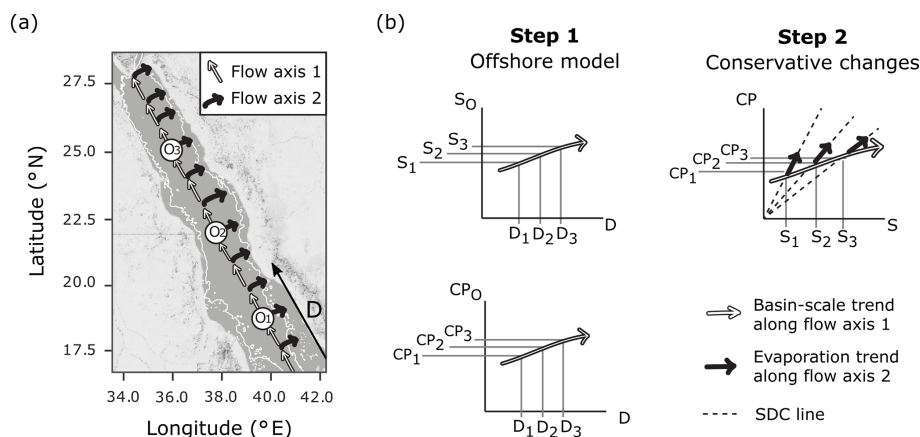 (a)
Flow axis 1
Flow axis 2
27.5
25.0
22.5
20.0
17.5
Latitude (°N)
O3
O2
O1
D
34.0 36.0 38.0 40.0 42.0
Longitude (°E)
(b)
Step 1
Offshore model
SO
S3
S2
S1
D1 D2 D3
D
CPO
CP3
CP2
CP1
D1 D2 D3
D
Step 2
Conservative changes
CP
CP3
CP2
CP1
S
S1 S2 S3
Basin-scale trend
along flow axis 1
Evaporation trend
along flow axis 2
SDC line